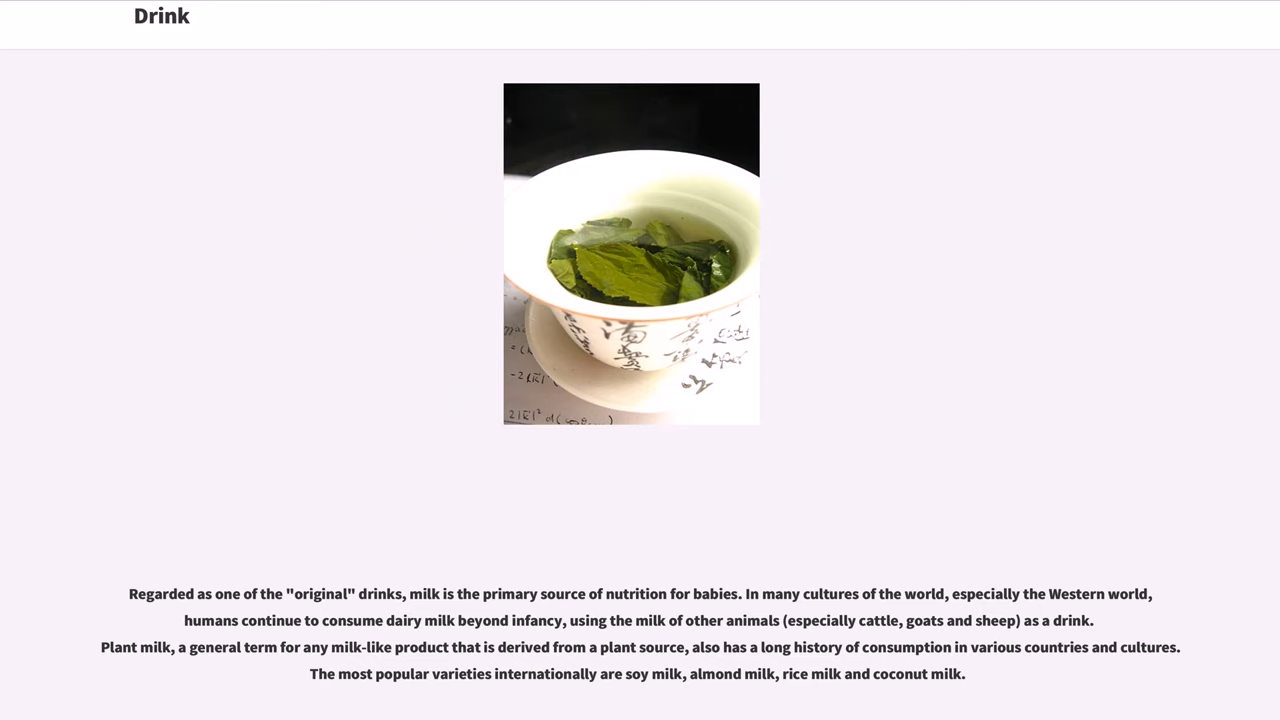 Drink
-2|k|
2|k|²
Regarded as one of the "original" drinks, milk is the primary source of nutrition for babies. In many cultures of the world, especially the Western world,
humans continue to consume dairy milk beyond infancy, using the milk of other animals (especially cattle, goats and sheep) as a drink.
Plant milk, a general term for any milk-like product that is derived from a plant source, also has a long history of consumption in various countries and cultures.
The most popular varieties internationally are soy milk, almond milk, rice milk and coconut milk.